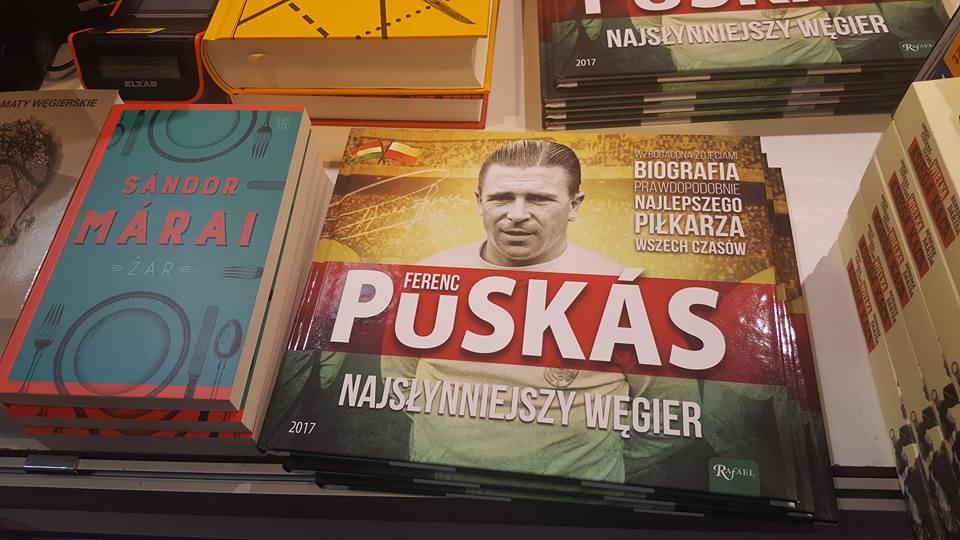 NAJSŁYNNIEJSZY WĘGIER
2017
RAFAEL
ELZAB
MATY WĘGIERSKIE
SÁNDOR
MÁRAI
ŻAR
WZBOGACONA ZDJĘCIAMI
BIOGRAFIA
PRAWDOPODOBNIE
NAJLEPSZEGO
PIŁKARZA
WSZECH CZASÓW
FERENC
PUSKÁS
NAJSŁYNNIEJSZY WĘGIER
2017
RAFAEL